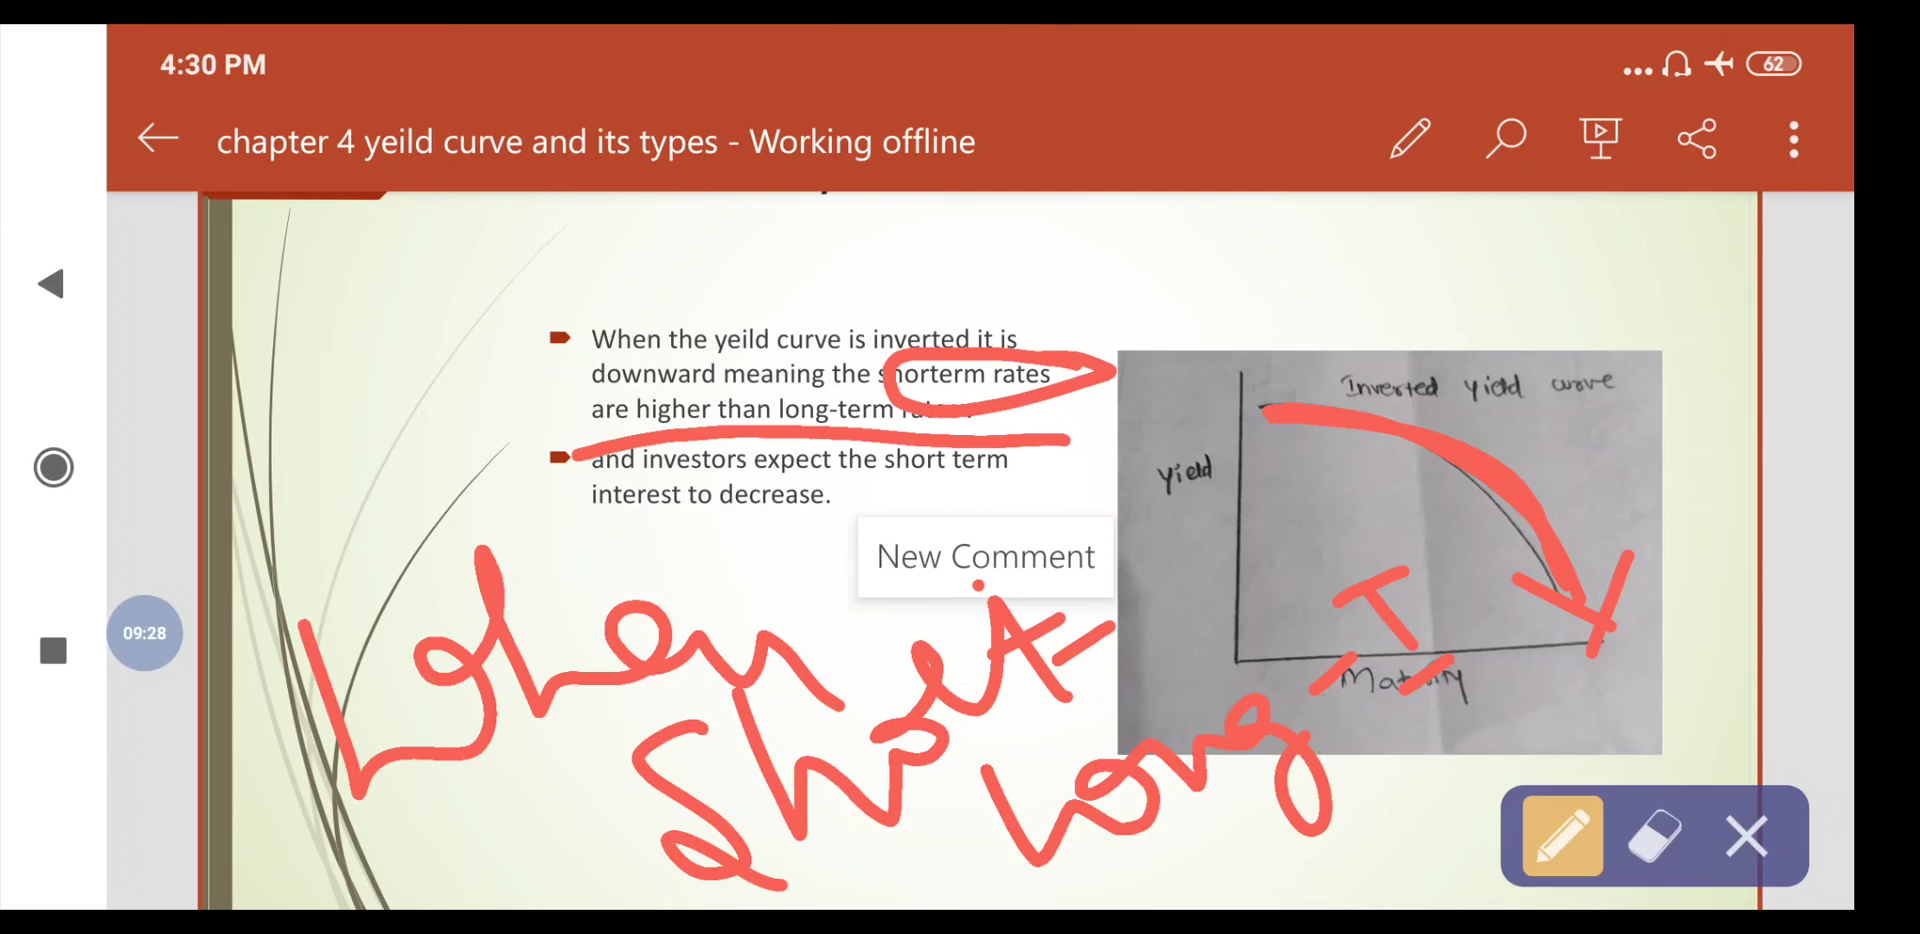 4:30 PM
62
chapter 4 yeild curve and its types - Working offline
When the yeild curve is inverted it is
downward meaning the shorterm rates
are higher than long-term
and investors expect the short term
interest to decrease.
New Comment
Inverted yield curve
Yield
Maturity
09:28
when
short-
long
T